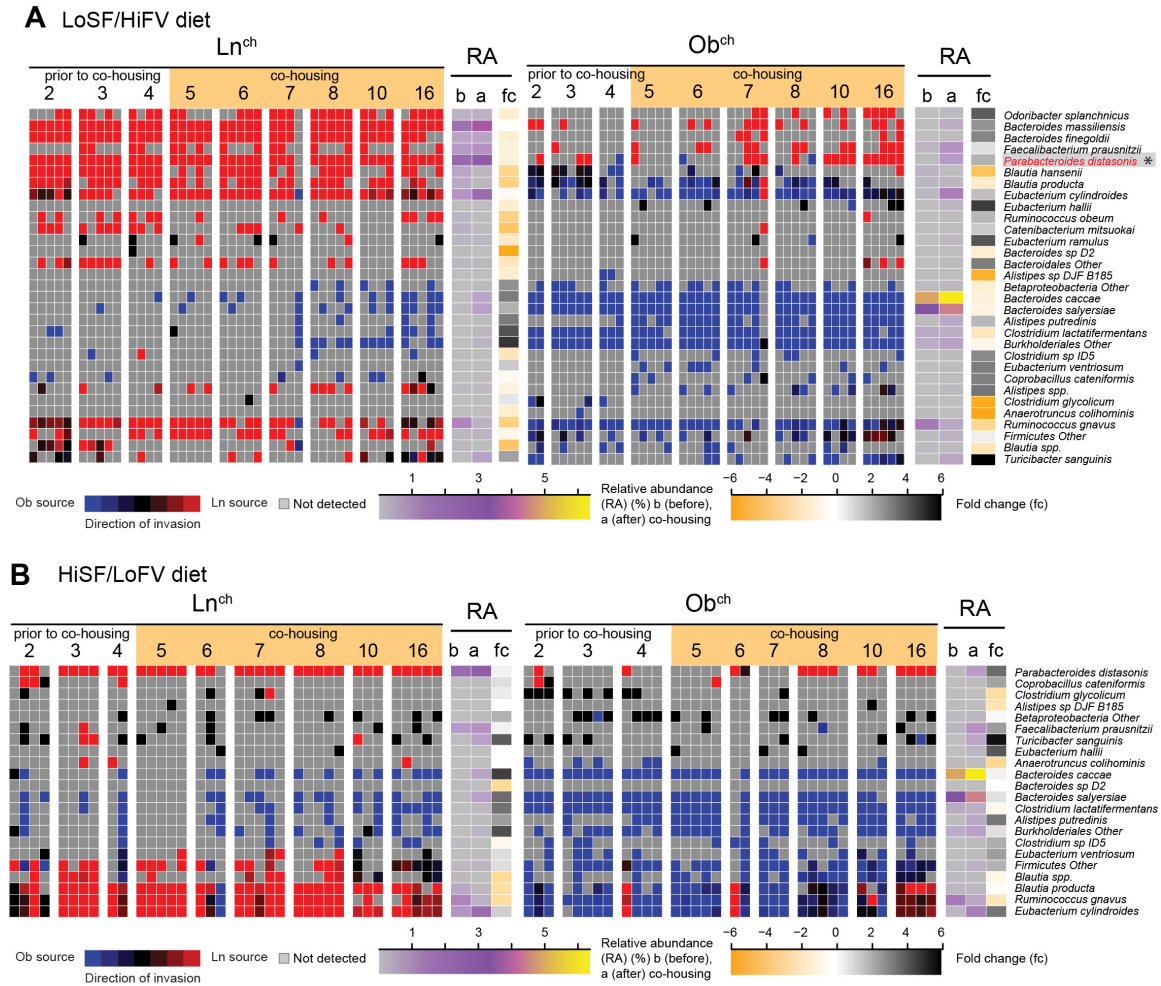 A LoSF/HiFV diet
Lnch
RA
Obch
RA
prior to co-housing
co-housing
prior to co-housing
co-housing
2 3 4 5 6 7 8 10 16 b a fc 2 3 4 5 6 7 8 10 16 b a fc
Odoribacter splanchnicus
Bacteroides massiliensis
Bacteroides finegoldii
Faecalibacterium prausnitzii
Parabacteroides distasonis *
Blautia hansenii
Blautia producta
Eubacterium cylindroides
Eubacterium hallii
Ruminococcus obeum
Catenibacterium mitsuokai
Eubacterium ramulus
Bacteroides sp D2
Bacteroidales Other
Alistipes sp DJF B185
Betaproteobacteria Other
Bacteroides caccae
Bacteroides salyersiae
Alistipes putredinis
Clostridium lactatifermentans
Burkholderiales Other
Clostridium sp ID5
Eubacterium ventriosum
Coprobacillus cateniformis
Alistipes spp.
Clostridium glycolicum
Anaerotruncus colihominis
Ruminococcus gnavus
Firmicutes Other
Blautia spp.
Turicibacter sanguinis
Ob source
Ln source
Not detected
Direction of invasion
1 3 5
Relative abundance
(RA) (%) b (before),
a (after) co-housing
−6 −4 −2 0 2 4 6
Fold change (fc)
B HiSF/LoFV diet
Lnch
RA
Obch
RA
prior to co-housing
co-housing
prior to co-housing
co-housing
2 3 4 5 6 7 8 10 16 b a fc 2 3 4 5 6 7 8 10 16 b a fc
Parabacteroides distasonis
Coprobacillus cateniformis
Clostridium glycolicum
Alistipes sp DJF B185
Betaproteobacteria Other
Faecalibacterium prausnitzii
Turicibacter sanguinis
Eubacterium hallii
Anaerotruncus colihominis
Bacteroides caccae
Bacteroides sp D2
Bacteroides salyersiae
Clostridium lactatifermentans
Alistipes putredinis
Burkholderiales Other
Clostridium sp ID5
Eubacterium ventriosum
Firmicutes Other
Blautia spp.
Blautia producta
Ruminococcus gnavus
Eubacterium cylindroides
Ob source
Ln source
Not detected
Direction of invasion
1 3 5
Relative abundance
(RA) (%) b (before),
a (after) co-housing
−6 −4 −2 0 2 4 6
Fold change (fc)